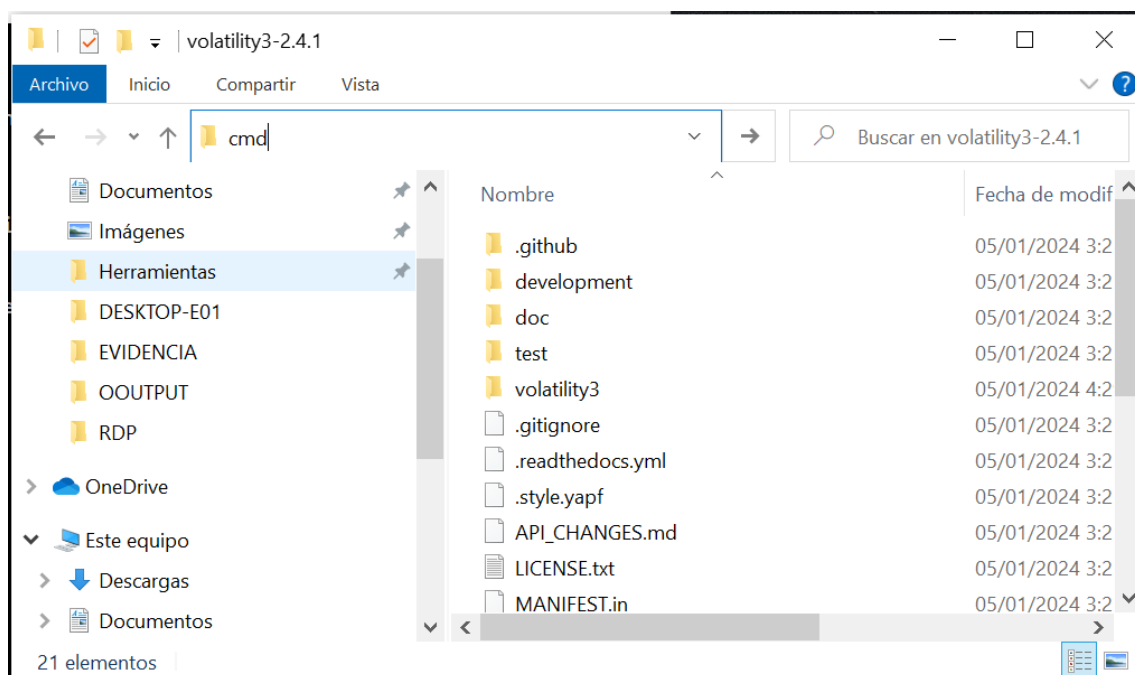 volatility3-2.4.1
Archivo Inicio Compartir Vista
cmd
Buscar en volatility3-2.4.1
Documentos
Imágenes
Herramientas
DESKTOP-E01
EVIDENCIA
OOUTPUT
RDP
OneDrive
Este equipo
Descargas
Documentos
Nombre Fecha de modif
.github 05/01/2024 3:2
development 05/01/2024 3:2
doc 05/01/2024 3:2
test 05/01/2024 3:2
volatility3 05/01/2024 4:2
.gitignore 05/01/2024 3:2
.readthedocs.yml 05/01/2024 3:2
.style.yapf 05/01/2024 3:2
API_CHANGES.md 05/01/2024 3:2
LICENSE.txt 05/01/2024 3:2
MANIFEST.in 05/01/2024 3:2
21 elementos